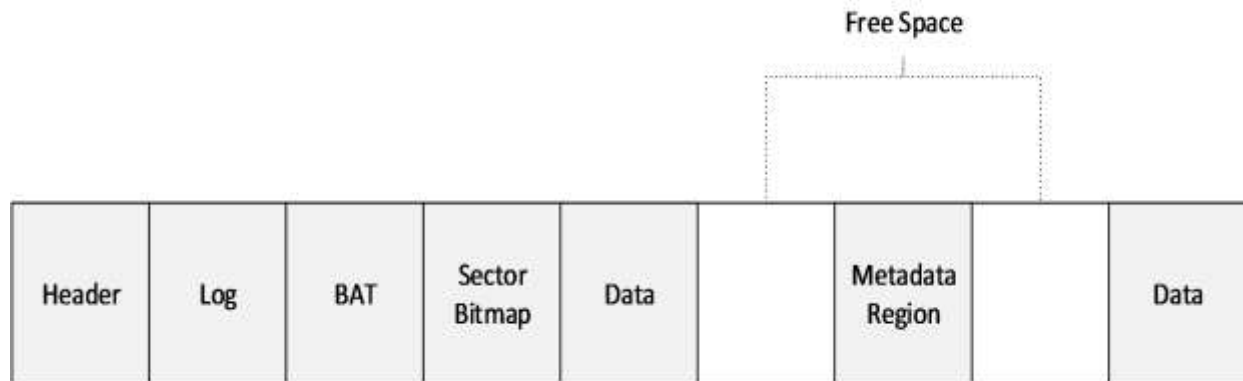 Free Space
Header
Log
BAT
Sector
Bitmap
Data
Metadata
Region
Data